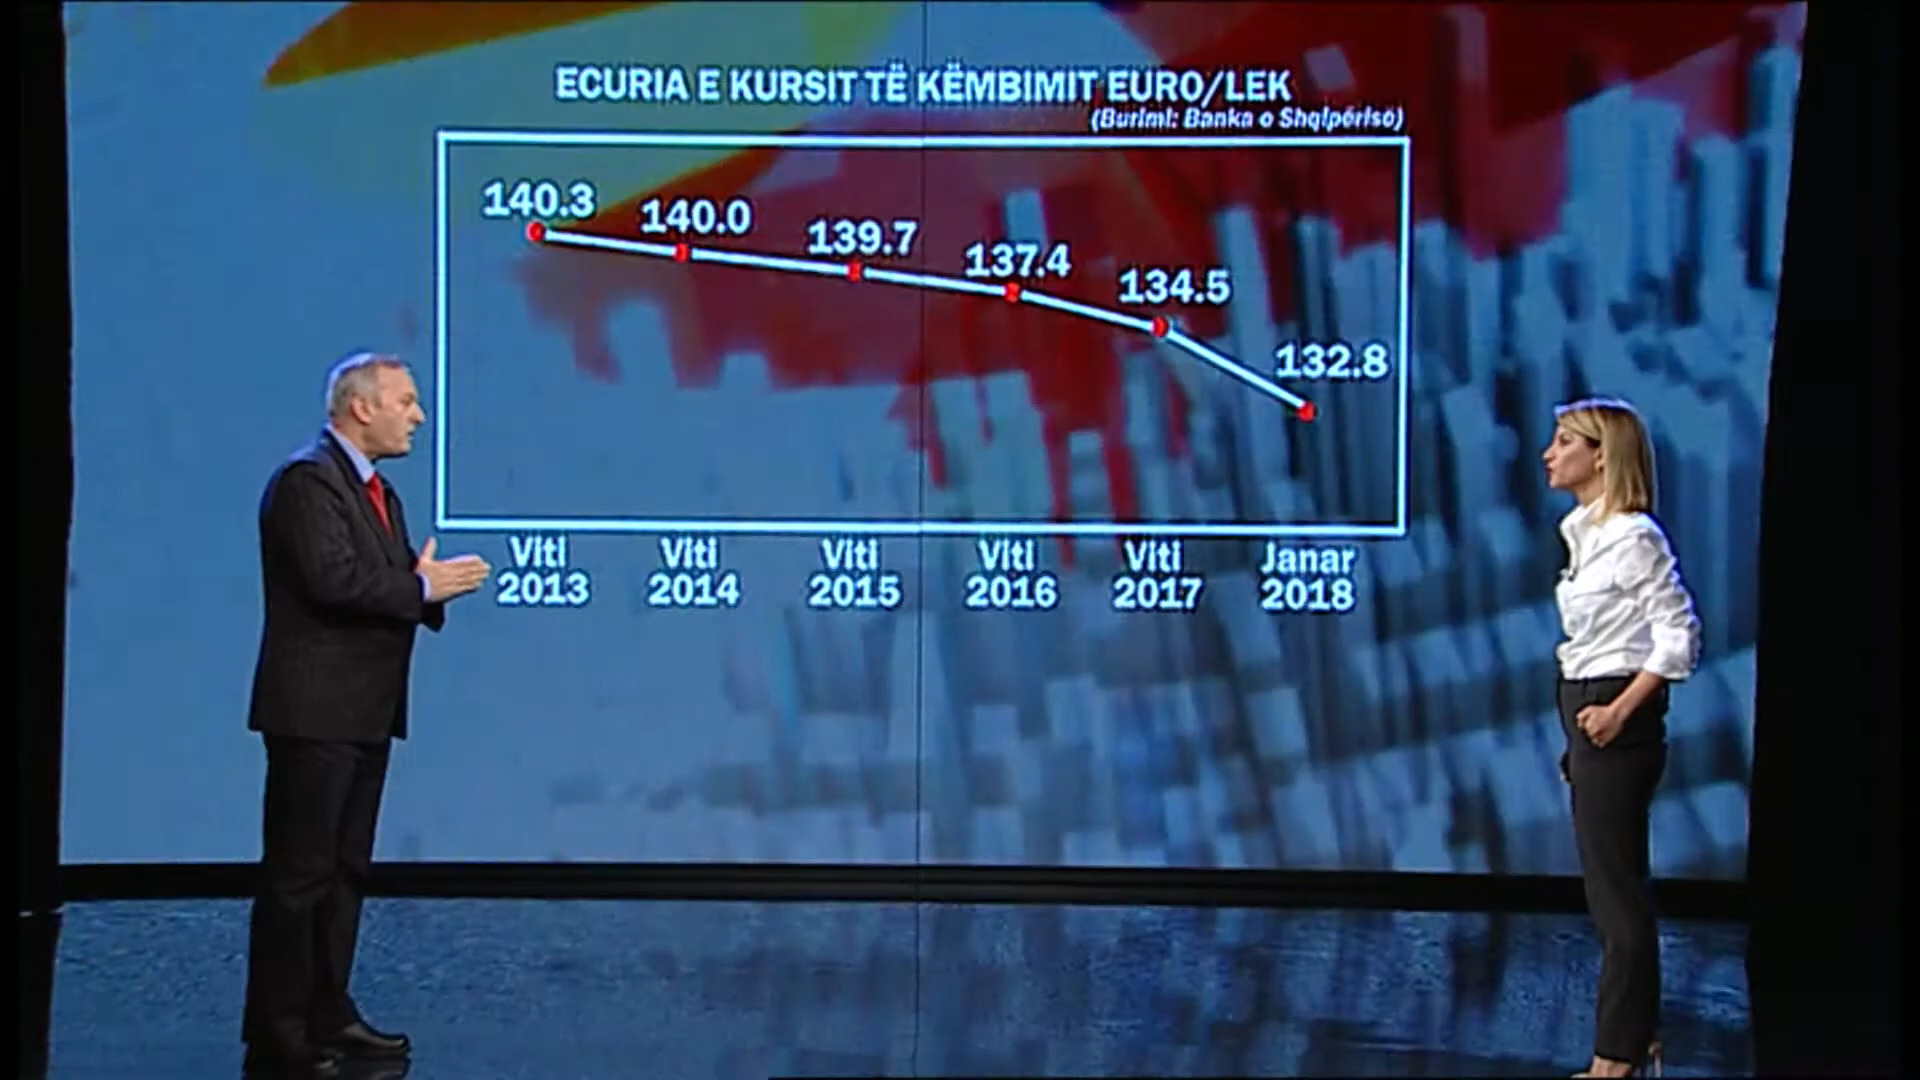 ECURIA E KURSIT TË KËMBIMIT EURO/LEK
(Burimi: Banka e Shqipërisë)
140.3
140.0
139.7
137.4
134.5
132.8
Viti 2013
Viti 2014
Viti 2015
Viti 2016
Viti 2017
Janar 2018